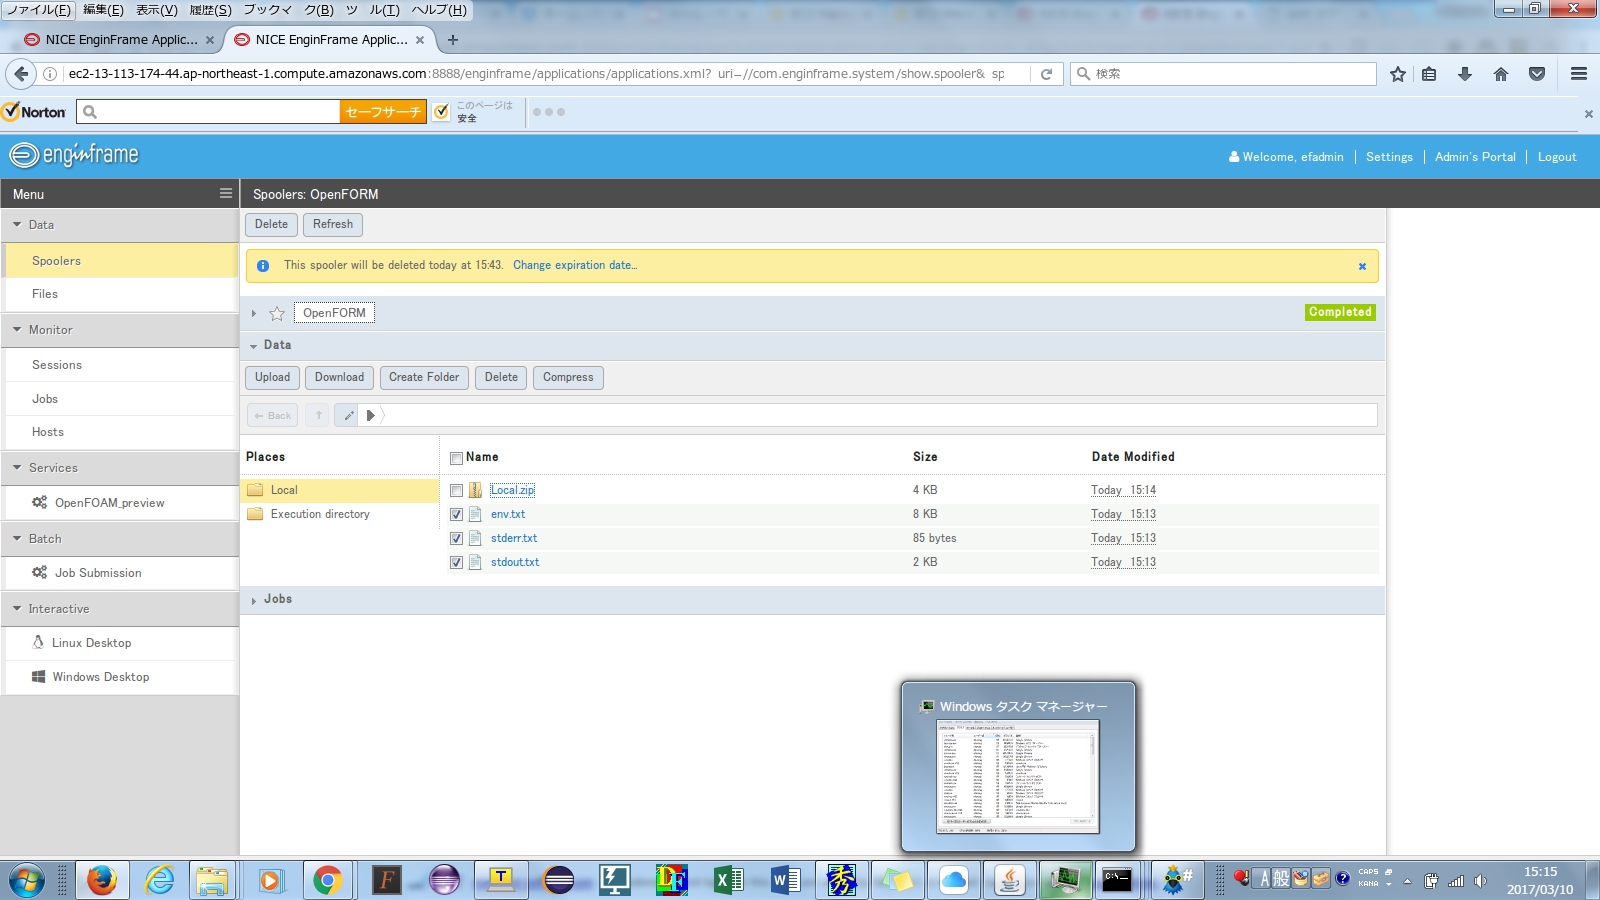 ファイル(F) 編集(E) 表示(V) 履歴(S) ブックマーク(B) ツール(T) ヘルプ(H)
NICE EnginFrame Applic... × NICE EnginFrame Applic... × +
ec2-13-113-174-44.ap-northeast-1.compute.amazonaws.com:8888/enginframe/applications/applications.xml?_uri=//com.enginframe.system/show.spooler&_sp
検索
Norton セーフサーチ
このページは
安全
enginframe
Welcome, efadmin Settings Admin's Portal Logout
Menu
Spoolers: OpenFORM
Data
Delete Refresh
Spoolers
This spooler will be deleted today at 15:43. Change expiration date...
Files
OpenFORM Completed
Monitor
Data
Sessions
Upload Download Create Folder Delete Compress
Jobs
← Back
Hosts
Places Name Size Date Modified
Services
Local Local.zip 4 KB Today 15:14
OpenFOAM_preview
Execution directory env.txt 8 KB Today 15:13
Batch
stderr.txt 85 bytes Today 15:13
stdout.txt 2 KB Today 15:13
Job Submission
Jobs
Interactive
Linux Desktop
Windows Desktop
Windows タスク マネージャー
F T DF 秀 C:\ #
A 般
CAPS
KANA
15:15
2017/03/10